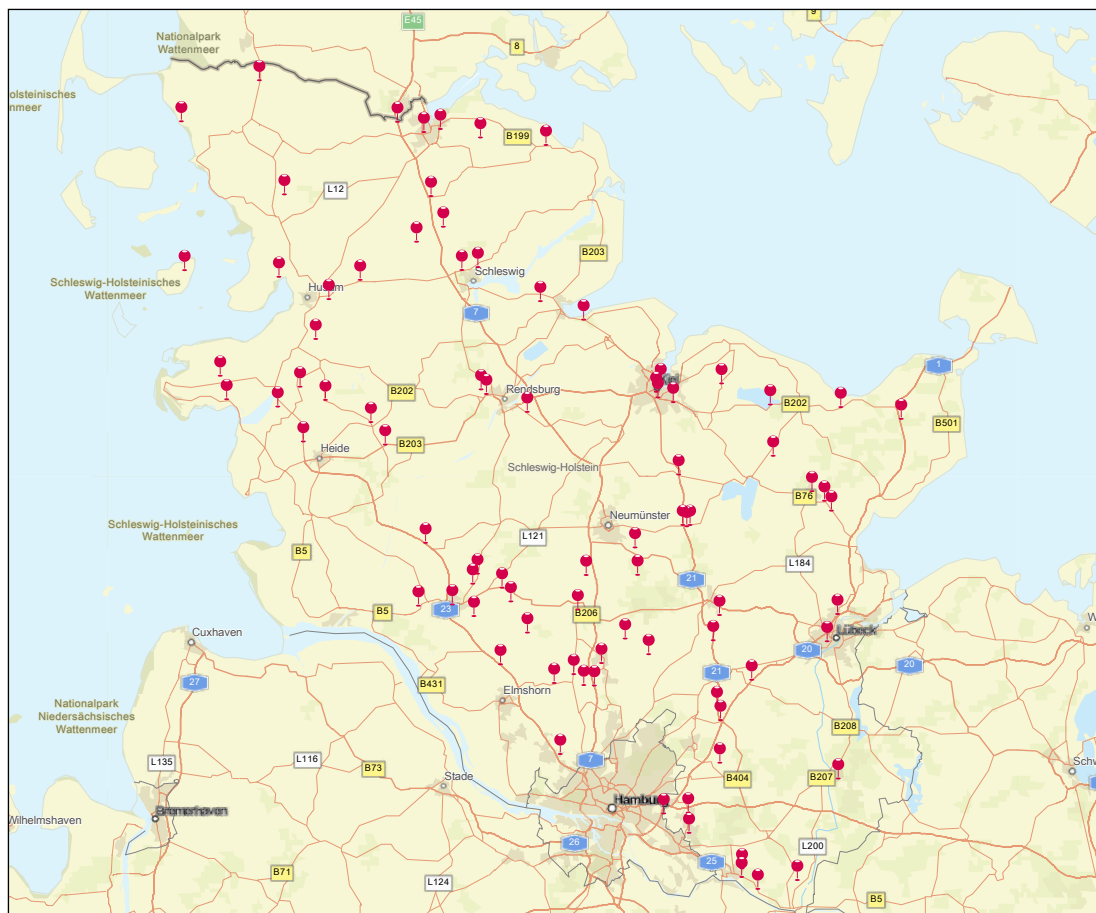 9
E45
Nationalpark
Wattenmeer
8
olsteinisches
nmeer
B199
L12
B203
Schleswig
Schleswig-Holsteinisches
Wattenmeer
Husum
7
1
B202
Rendsburg
B202
B501
B203
Heide
Schleswig-Holstein
B76
Schleswig-Holsteinisches
Wattenmeer
Neumünster
L121
B5
L184
21
23
B5
B206
Cuxhaven
W
Lübeck
20
20
27
21
B431
Elmshorn
Nationalpark
Niedersächsisches
Wattenmeer
B208
L135
L116
7
B73
Schw
Stade
B404
B207
Hamburg
Bremerhaven
Wilhelmshaven
26
L200
25
B71
L124
B5